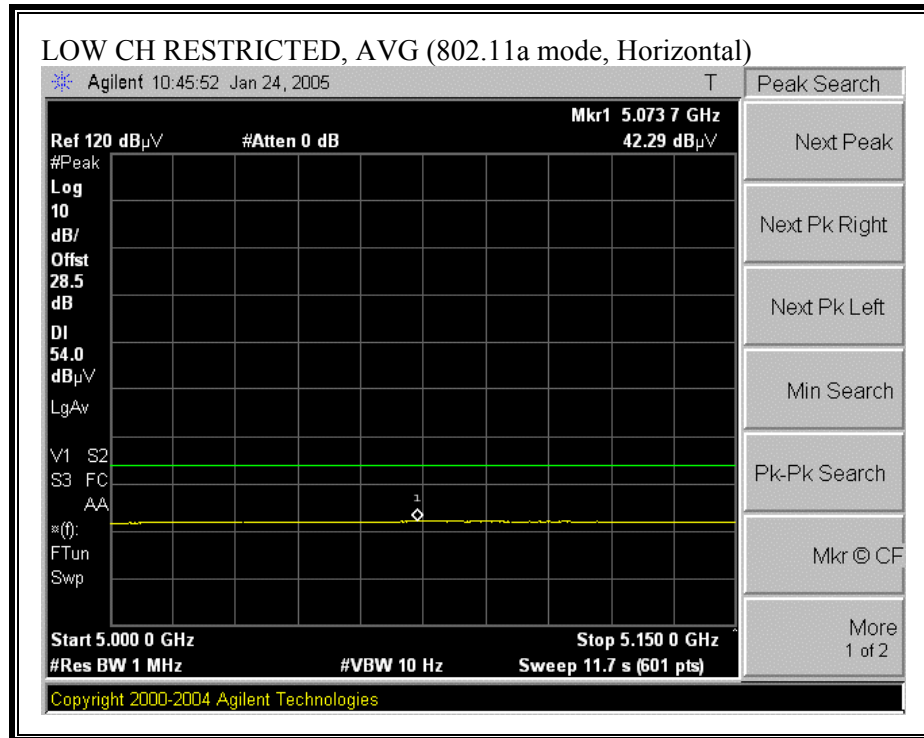 LOW CH RESTRICTED, AVG (802.11a mode, Horizontal)
Agilent 10:45:52 Jan 24, 2005 T
Peak Search
Mkr1 5.073 7 GHz
Ref 120 dBµV #Atten 0 dB 42.29 dBµV
#Peak
Log
10
dB/
Offst
28.5
dB
DI
54.0
dBµV
LgAv
V1 S2
S3 FC
AA
¤(f):
FTun
Swp
1
Start 5.000 0 GHz Stop 5.150 0 GHz
#Res BW 1 MHz #VBW 10 Hz Sweep 11.7 s (601 pts)
Copyright 2000-2004 Agilent Technologies
Next Peak
Next Pk Right
Next Pk Left
Min Search
Pk-Pk Search
Mkr © CF
More
1 of 2